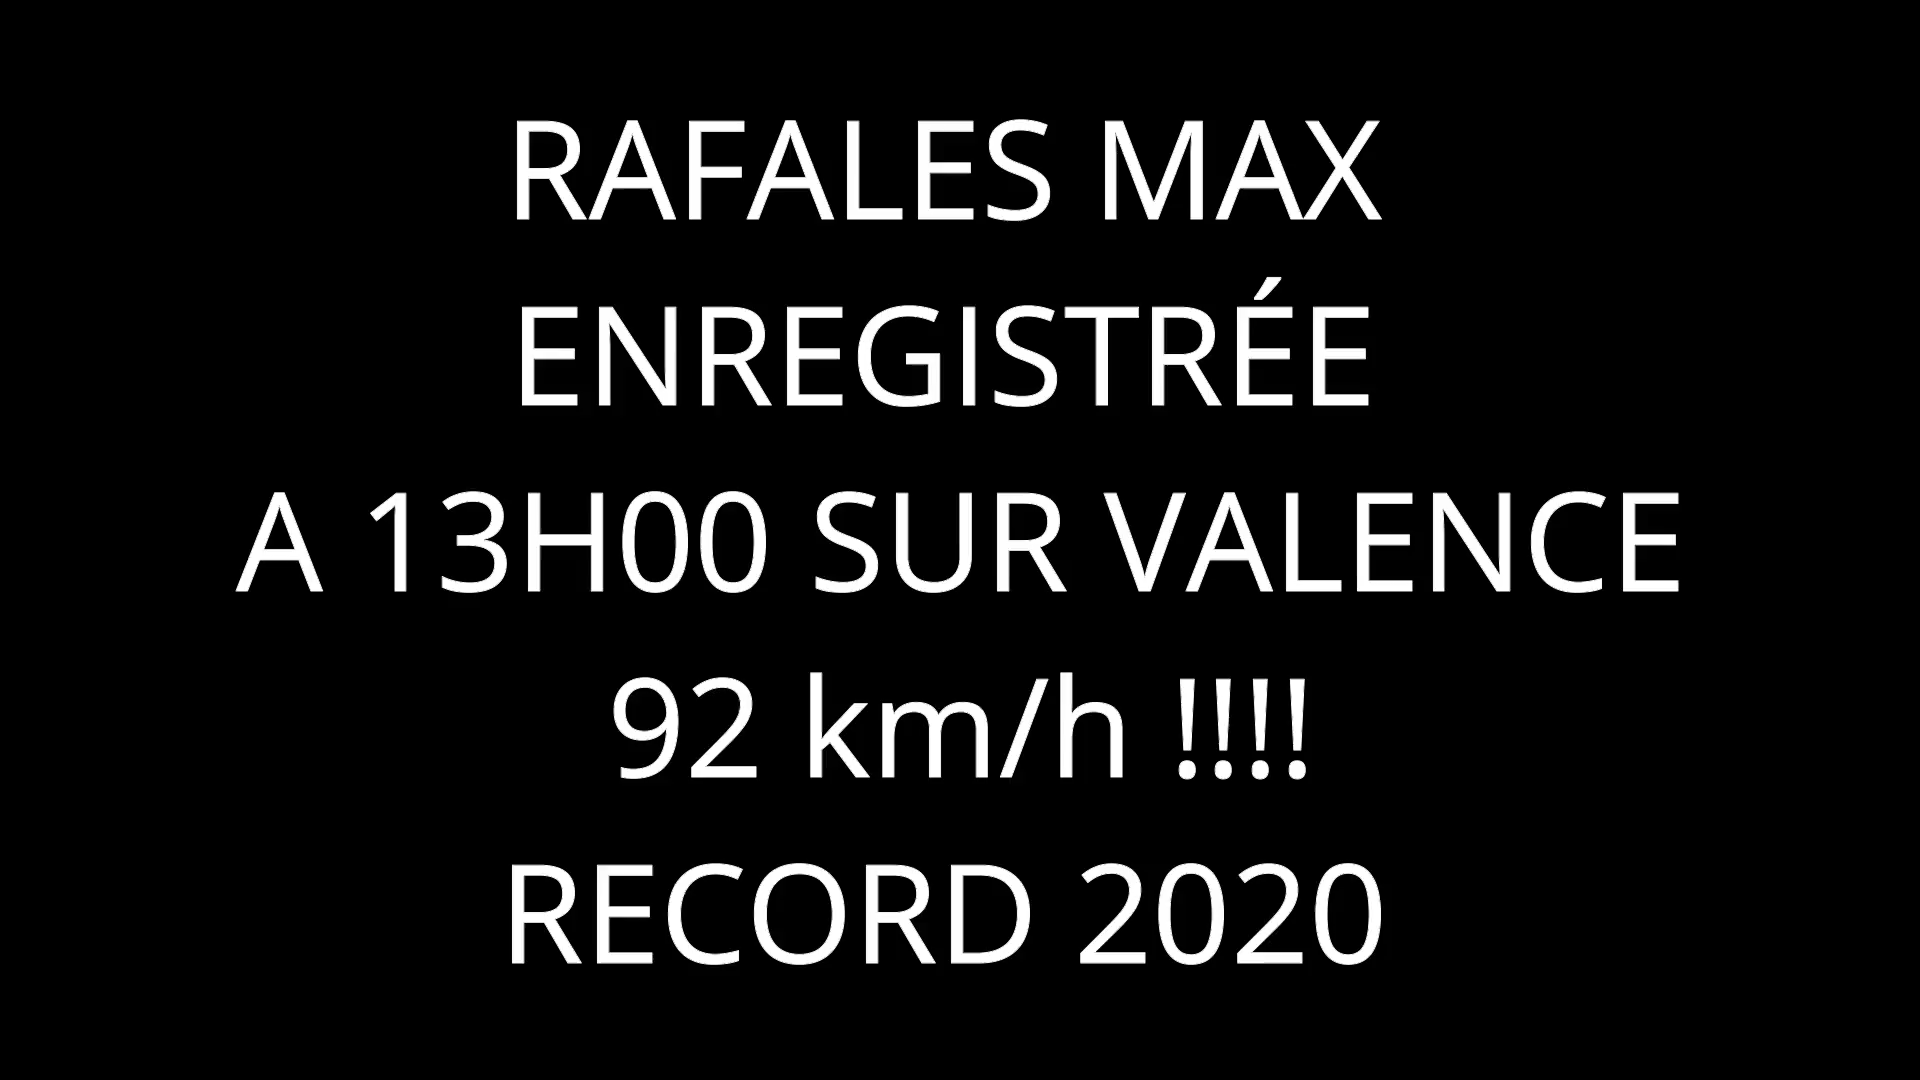 RAFALES MAX
ENREGISTRÉE
A 13H00 SUR VALENCE
92 km/h !!!!
RECORD 2020